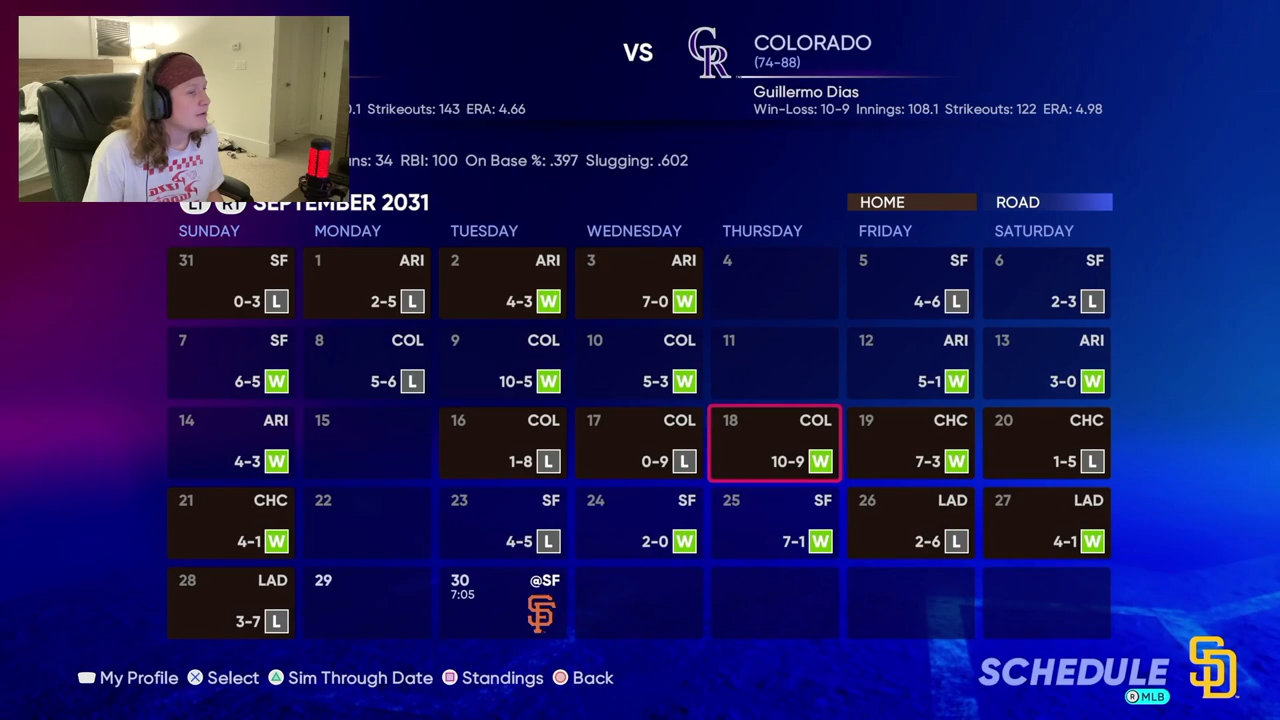 VS
COLORADO
(74-88)
Guillermo Dias
0.1 Strikeouts: 143 ERA: 4.66
Win-Loss: 10-9 Innings: 108.1 Strikeouts: 122 ERA: 4.98
34 RBI: 100 On Base %: .397 Slugging: .602
SEPTEMBER 2031
HOME
ROAD
SUNDAY MONDAY TUESDAY WEDNESDAY THURSDAY FRIDAY SATURDAY
31 SF 1 ARI 2 ARI 3 ARI 4 5 SF 6 SF
0-3 L 2-5 L 4-3 W 7-0 W 4-6 L 2-3 L
7 SF 8 COL 9 COL 10 COL 11 12 ARI 13 ARI
6-5 W 5-6 L 10-5 W 5-3 W 5-1 W 3-0 W
14 ARI 15 16 COL 17 COL 18 COL 19 CHC 20 CHC
4-3 W 1-8 L 0-9 L 10-9 W 7-3 W 1-5 L
21 CHC 22 23 SF 24 SF 25 SF 26 LAD 27 LAD
4-1 W 4-5 L 2-0 W 7-1 W 2-6 L 4-1 W
28 LAD 29 30 @SF
7:05
3-7 L
My Profile Select Sim Through Date Standings Back
SCHEDULE
R MLB